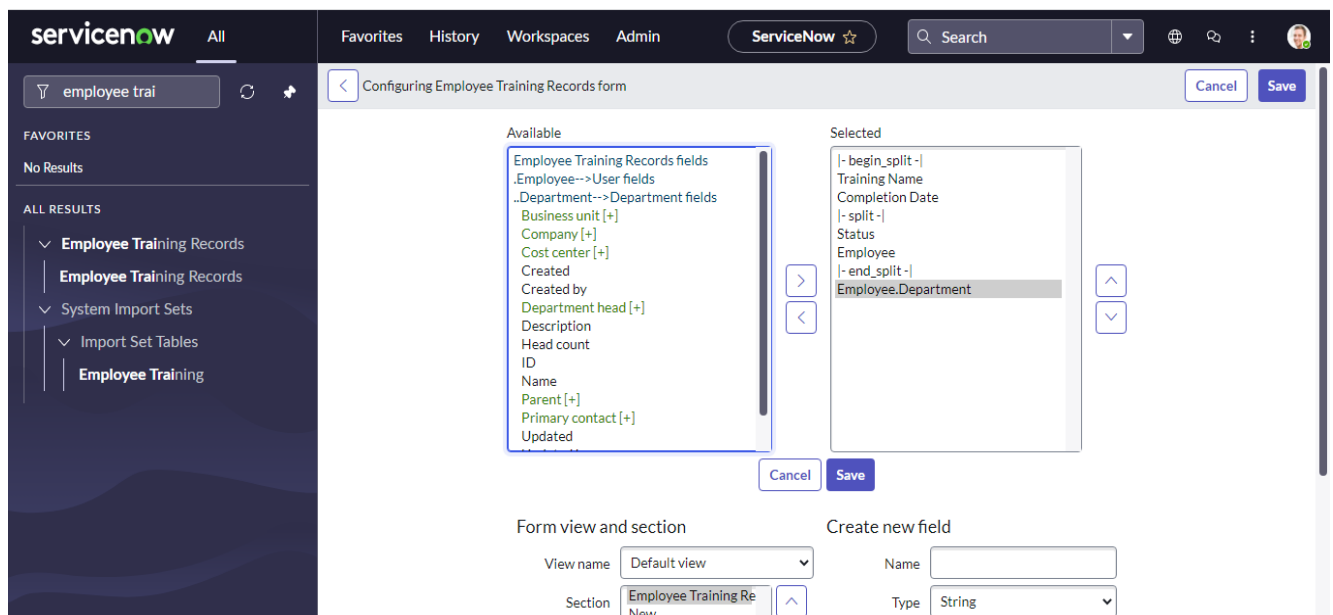 servicenow
All
Favorites
History
Workspaces
Admin
ServiceNow
Search
employee trai
Configuring Employee Training Records form
Cancel
Save
FAVORITES
No Results
ALL RESULTS
Employee Training Records
Employee Training Records
System Import Sets
Import Set Tables
Employee Training
Available
Employee Training Records fields
.Employee-->User fields
..Department-->Department fields
Business unit [+]
Company [+]
Cost center [+]
Created
Created by
Department head [+]
Description
Head count
ID
Name
Parent [+]
Primary contact [+]
Updated
Selected
|- begin_split -|
Training Name
Completion Date
|- split -|
Status
Employee
|- end_split -|
Employee.Department
Cancel
Save
Form view and section
View name
Default view
Section
Employee Training Re
New
Create new field
Name
Type
String